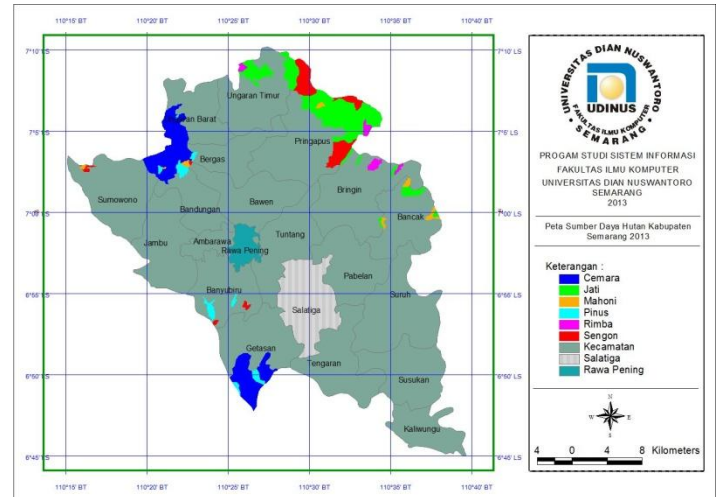 110°15' BT 110°20' BT 110°25' BT 110°30' BT 110°35' BT 110°40' BT
7°10' LS 7°10' LS
Ungaran Timur
7°5' LS 7°5' LS
Pringapus
Bergas
Bringin
Sumowono
7°00' LS
Bandungan
Bawen
Bancak
Jambu
Ambarawa
Tuntang
Rawa Pening
Pabelan
6°55' LS 6°55' LS
Banyubiru
Suruh
Salatiga
Getasan
Tengaran
6°50' LS 6°50' LS
Susukan
Kaliwungu
6°45' LS 6°45' LS
110°15' BT 110°20' BT 110°25' BT 110°30' BT 110°35' BT 110°40' BT
UNIVERSITAS DIAN NUSWANTORO
UDINUS
FAKULTAS ILMU KOMPUTER
SEMARANG
PROGAM STUDI SISTEM INFORMASI
FAKULTAS ILMU KOMPUTER
UNIVERSITAS DIAN NUSWANTORO
SEMARANG
2013
Peta Sumber Daya Hutan Kabupaten
Semarang 2013
Keterangan :
Cemara
Jati
Mahoni
Pinus
Rimba
Sengon
Kecamatan
Salatiga
Rawa Pening
N
W E
S
4 0 4 8 Kilometers